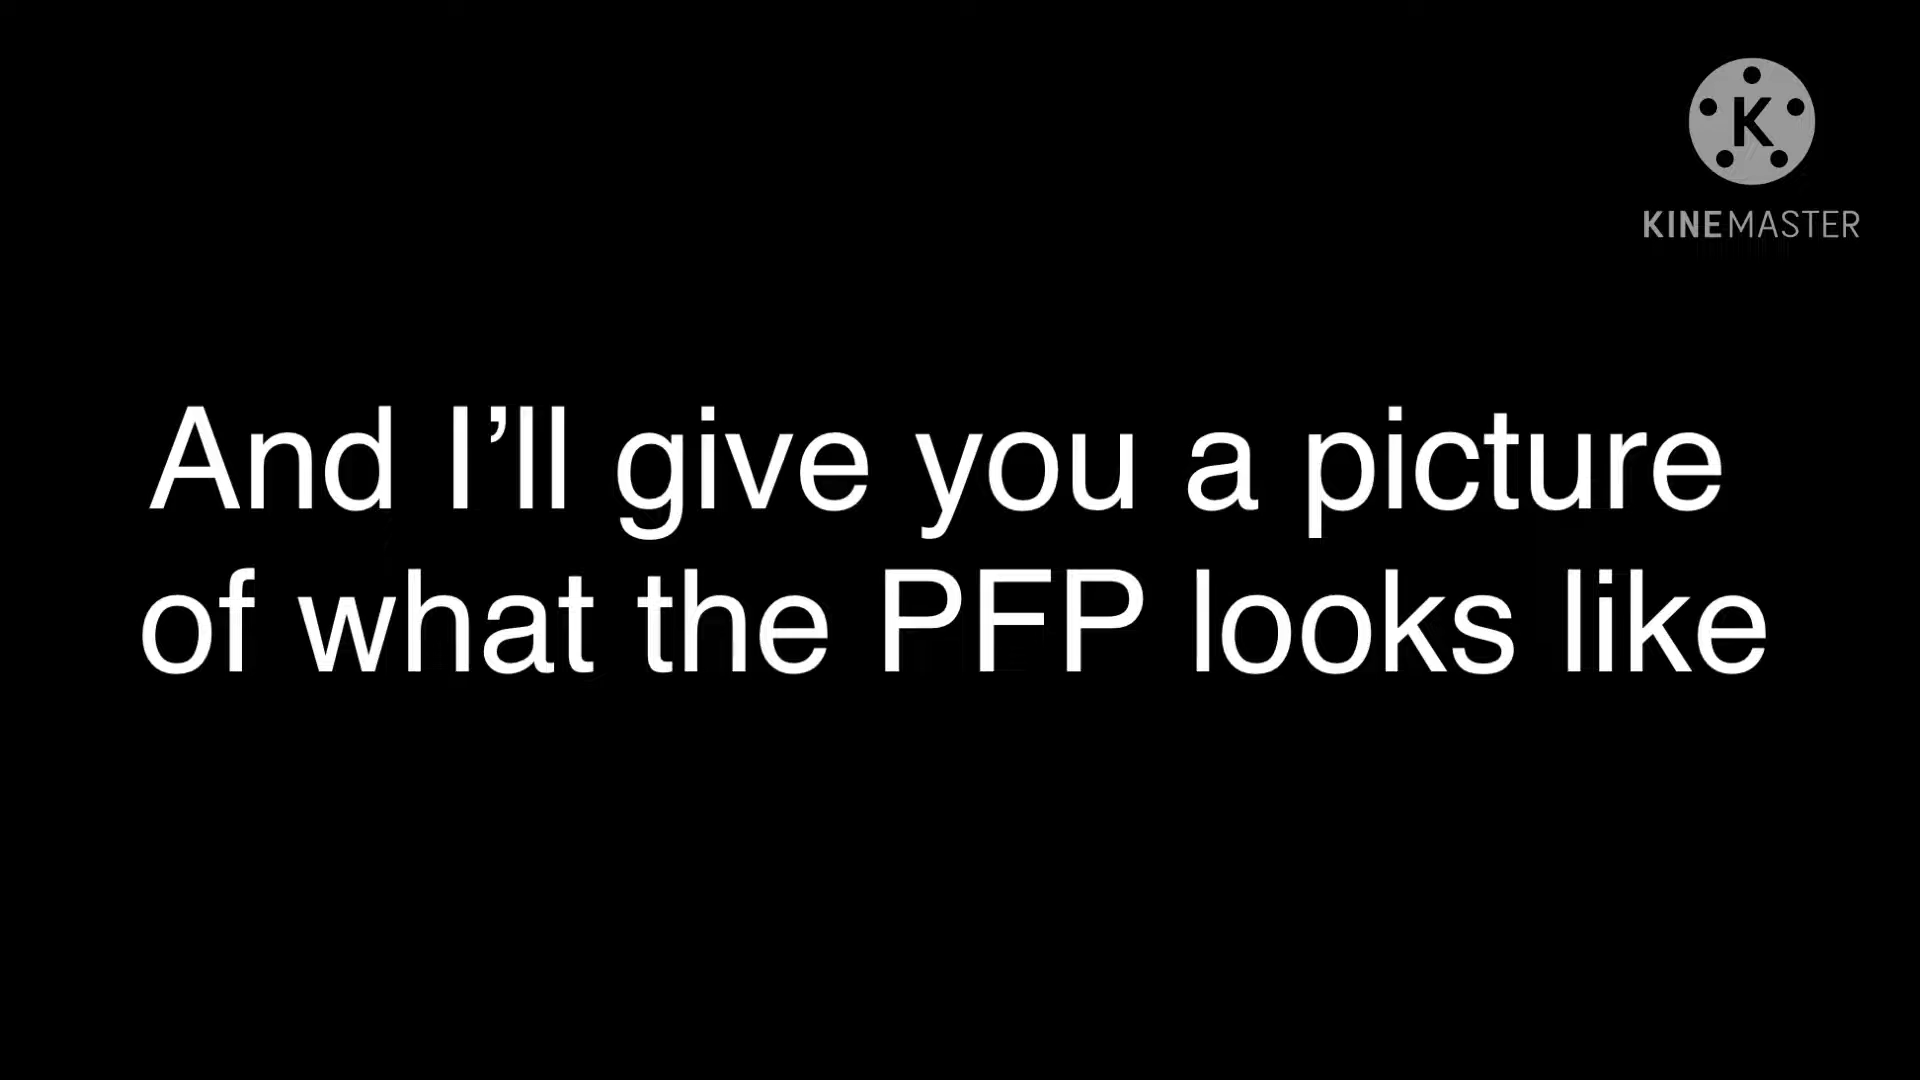 K
KINEMASTER
And I’ll give you a picture
of what the PFP looks like